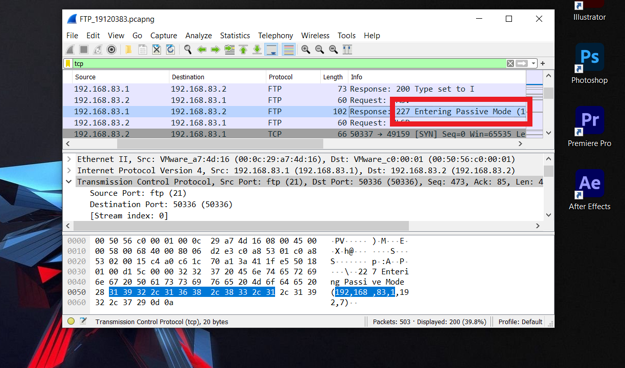 FTP_19120383.pcapng
File Edit View Go Capture Analyze Statistics Telephony Wireless Tools Help
tcp
Source Destination Protocol Length Info
192.168.83.1 192.168.83.2 FTP 73 Response: 200 Type set to I
192.168.83.2 192.168.83.1 FTP 60 Request:
192.168.83.1 192.168.83.2 FTP 102 Response: 227 Entering Passive Mode (1
192.168.83.2 192.168.83.1 FTP 60 Request:
192.168.83.2 192.168.83.1 TCP 66 50337 → 49159 [SYN] Seq=0 Win=65535 Le
Ethernet II, Src: VMware_a7:4d:16 (00:0c:29:a7:4d:16), Dst: VMware_c0:00:01 (00:50:56:c0:00:01)
Internet Protocol Version 4, Src: 192.168.83.1 (192.168.83.1), Dst: 192.168.83.2 (192.168.83.2)
Transmission Control Protocol, Src Port: ftp (21), Dst Port: 50336 (50336), Seq: 473, Ack: 85, Len: 4
Source Port: ftp (21)
Destination Port: 50336 (50336)
[Stream index: 0]
0000 00 50 56 c0 00 01 00 0c 29 a7 4d 16 08 00 45 00 ·PV····· )·M···E·
0010 00 58 00 68 40 00 80 06 d2 e3 c0 a8 53 01 c0 a8 ·X·h@··· ····S···
0020 53 02 00 15 c4 a0 c6 1c 70 a1 3a 41 1f e5 50 18 S······· p·:A··P·
0030 01 00 d1 5c 00 00 32 32 37 20 45 6e 74 65 72 69 ···\··22 7 Enteri
0040 6e 67 20 50 61 73 73 69 76 65 20 4d 6f 64 65 20 ng Passi ve Mode
0050 28 31 39 32 2c 31 36 38 2c 38 33 2c 31 2c 31 39 (192,168 ,83,1,19
0060 32 2c 37 29 0d 0a 2,7)··
Transmission Control Protocol (tcp), 20 bytes Packets: 503 · Displayed: 200 (39.8%) Profile: Default
Illustrator
Ps
Photoshop
Pr
Premiere Pro
Ae
After Effects